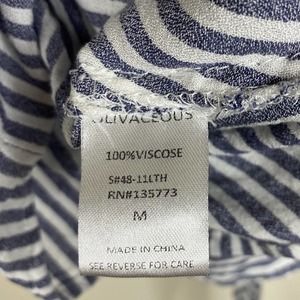 OLIVACEOUS
100%VISCOSE
S#48-11LTH
RN#135773
M
MADE IN CHINA
SEE REVERSE FOR CARE